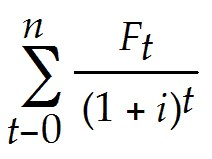 n
∑ Fₜ / (1 + i)ᵗ
t–0